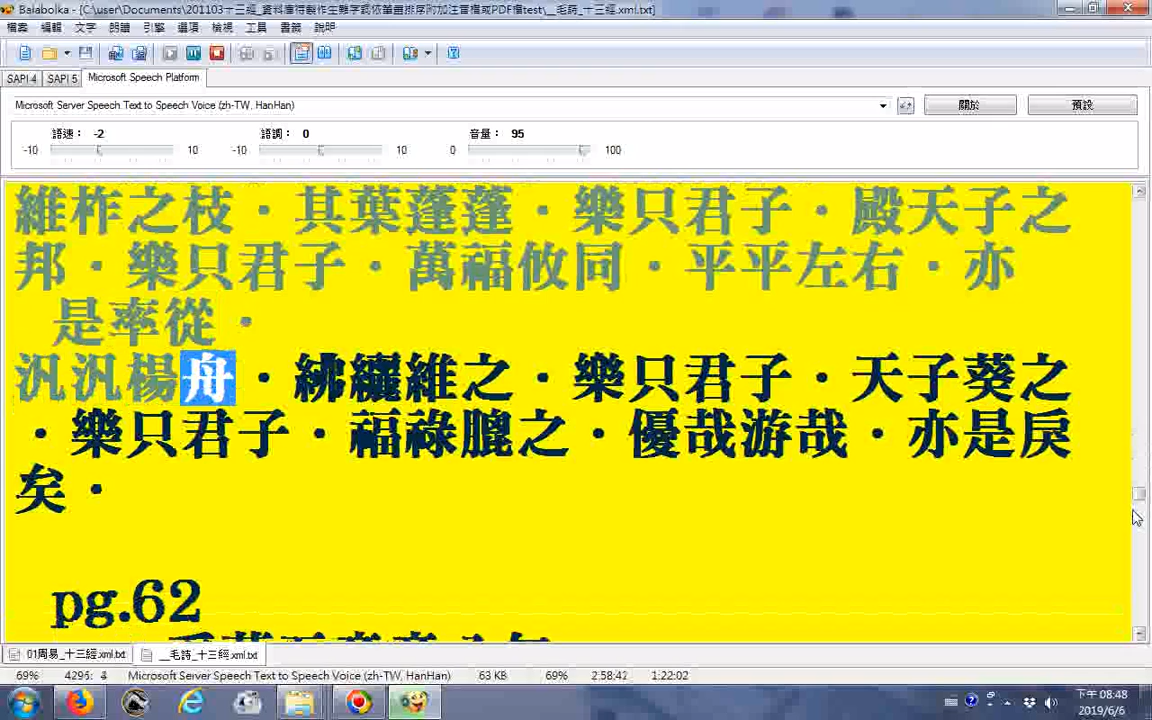 Balabolka - [C:\user\Documents\201103十三經_資料庫待製作生難字詞依筆畫排序附加注音檔或PDF檔test\__毛詩_十三經.xml.txt]
檔案 編輯 文字 朗讀 引擎 選項 檢視 工具 書籤 說明
SAPI 4 SAPI 5 Microsoft Speech Platform
Microsoft Server Speech Text to Speech Voice (zh-TW, HanHan) 關於 預設
語速： -2 語調： 0 音量： 95
-10 10 -10 10 0 100
維柞之枝．其葉蓬蓬．樂只君子．殿天子之
邦．樂只君子．萬福攸同．平平左右．亦
是率從．
汎汎楊舟．紼纚維之．樂只君子．天子葵之
．樂只君子．福祿膍之．優哉游哉．亦是戾
矣．
pg.62
01周易_十三經.xml.txt __毛詩_十三經.xml.txt
69% Microsoft Server Speech Text to Speech Voice (zh-TW, HanHan) 63 KB 69% 2:58:42 1:22:02
下午 08:48
2019/6/6